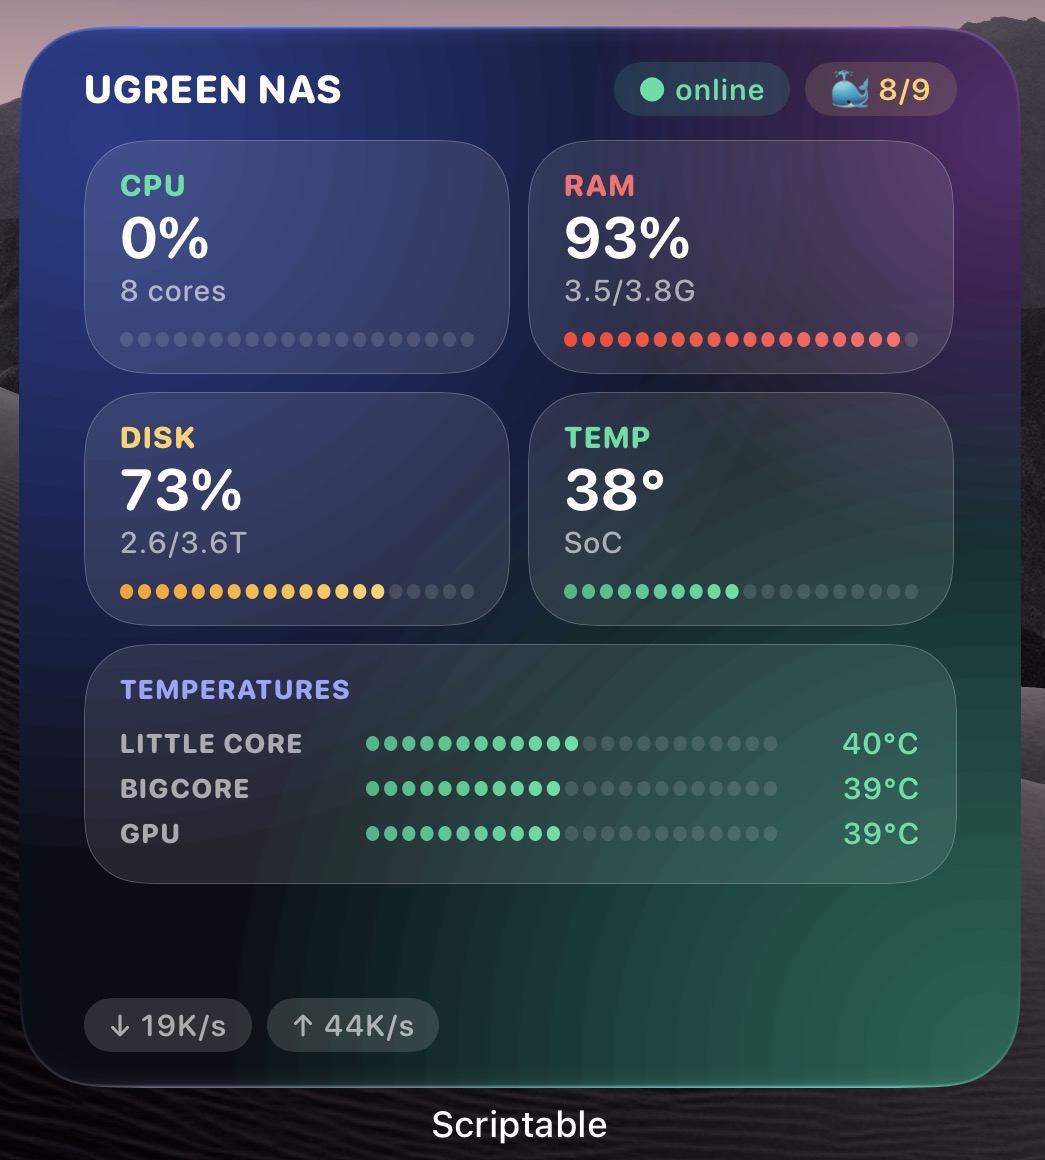 UGREEN NAS
online
8/9
CPU
0%
8 cores
RAM
93%
3.5/3.8G
DISK
73%
2.6/3.6T
TEMP
38°
SoC
TEMPERATURES
LITTLE CORE 40°C
BIGCORE 39°C
GPU 39°C
↓ 19K/s
↑ 44K/s
Scriptable